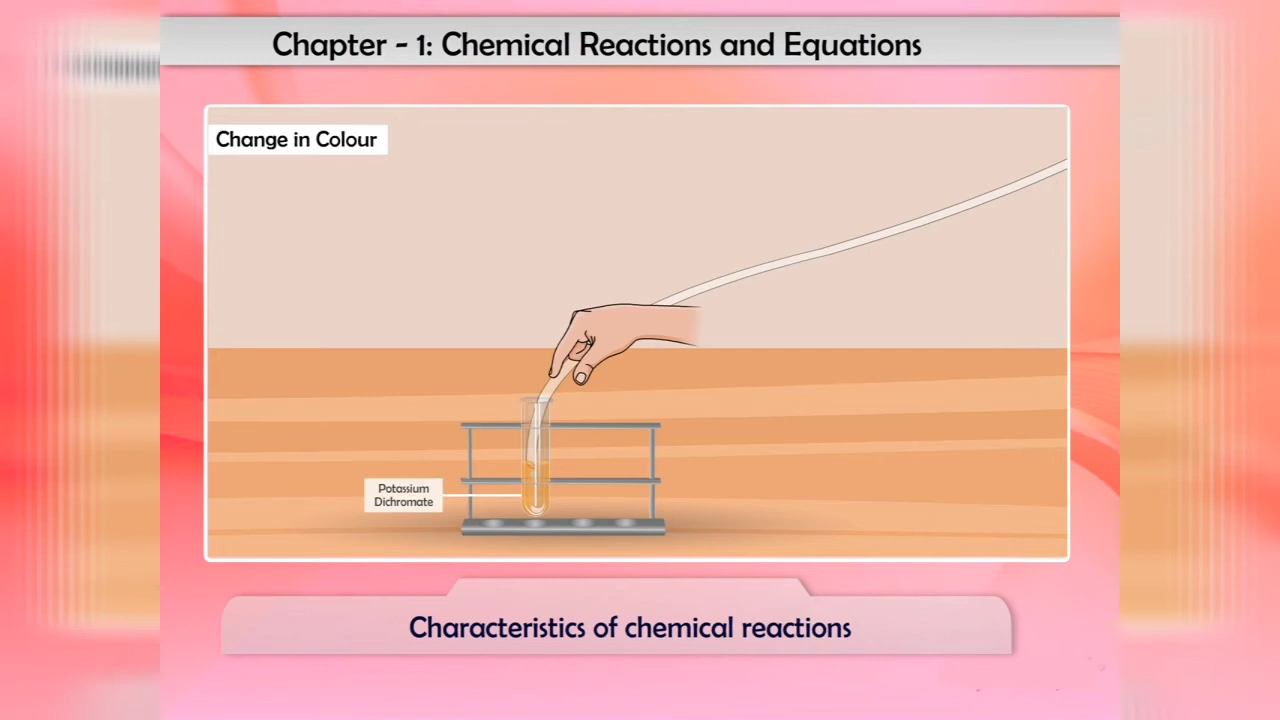 Chapter - 1: Chemical Reactions and Equations
Change in Colour
Potassium
Dichromate
Characteristics of chemical reactions